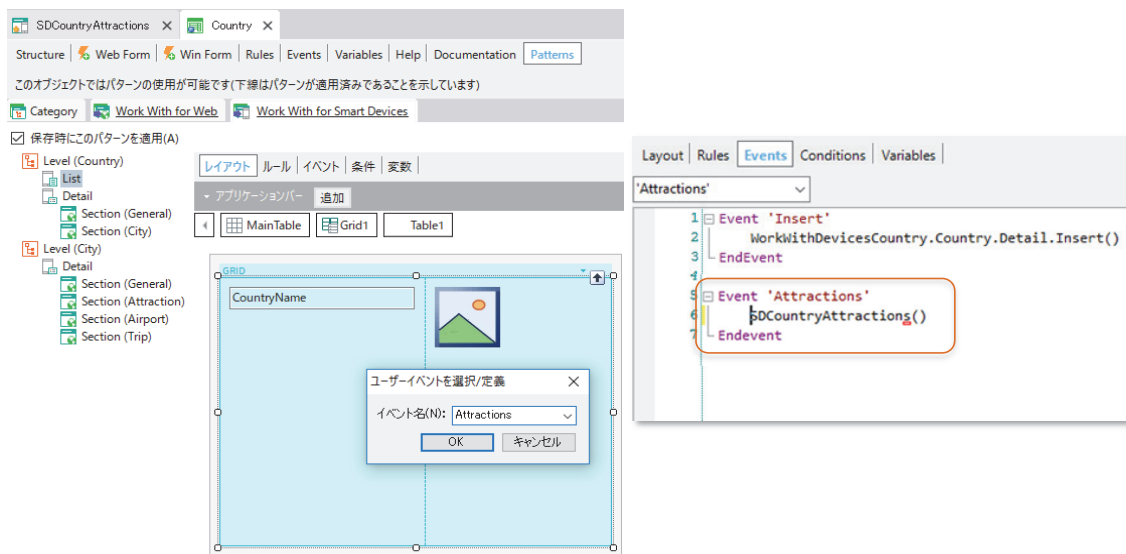 SDCountryAttractions
Country
Structure Web Form Win Form Rules Events Variables Help Documentation Patterns
このオブジェクトではパターンの使用が可能です(下線はパターンが適用済みであることを示しています)
Category Work With for Web Work With for Smart Devices
保存時にこのパターンを適用(A)
Level (Country)
List
Detail
Section (General)
Section (City)
Level (City)
Detail
Section (General)
Section (Attraction)
Section (Airport)
Section (Trip)
レイアウト ルール イベント 条件 変数
アプリケーションバー 追加
MainTable Grid1 Table1
GRID
CountryName
ユーザーイベントを選択/定義
イベント名(N): Attractions
OK キャンセル
Layout Rules Events Conditions Variables
'Attractions'
1 Event 'Insert'
2 WorkWithDevicesCountry.Country.Detail.Insert()
3 EndEvent
4
5 Event 'Attractions'
6 SDCountryAttractions()
7 Endevent